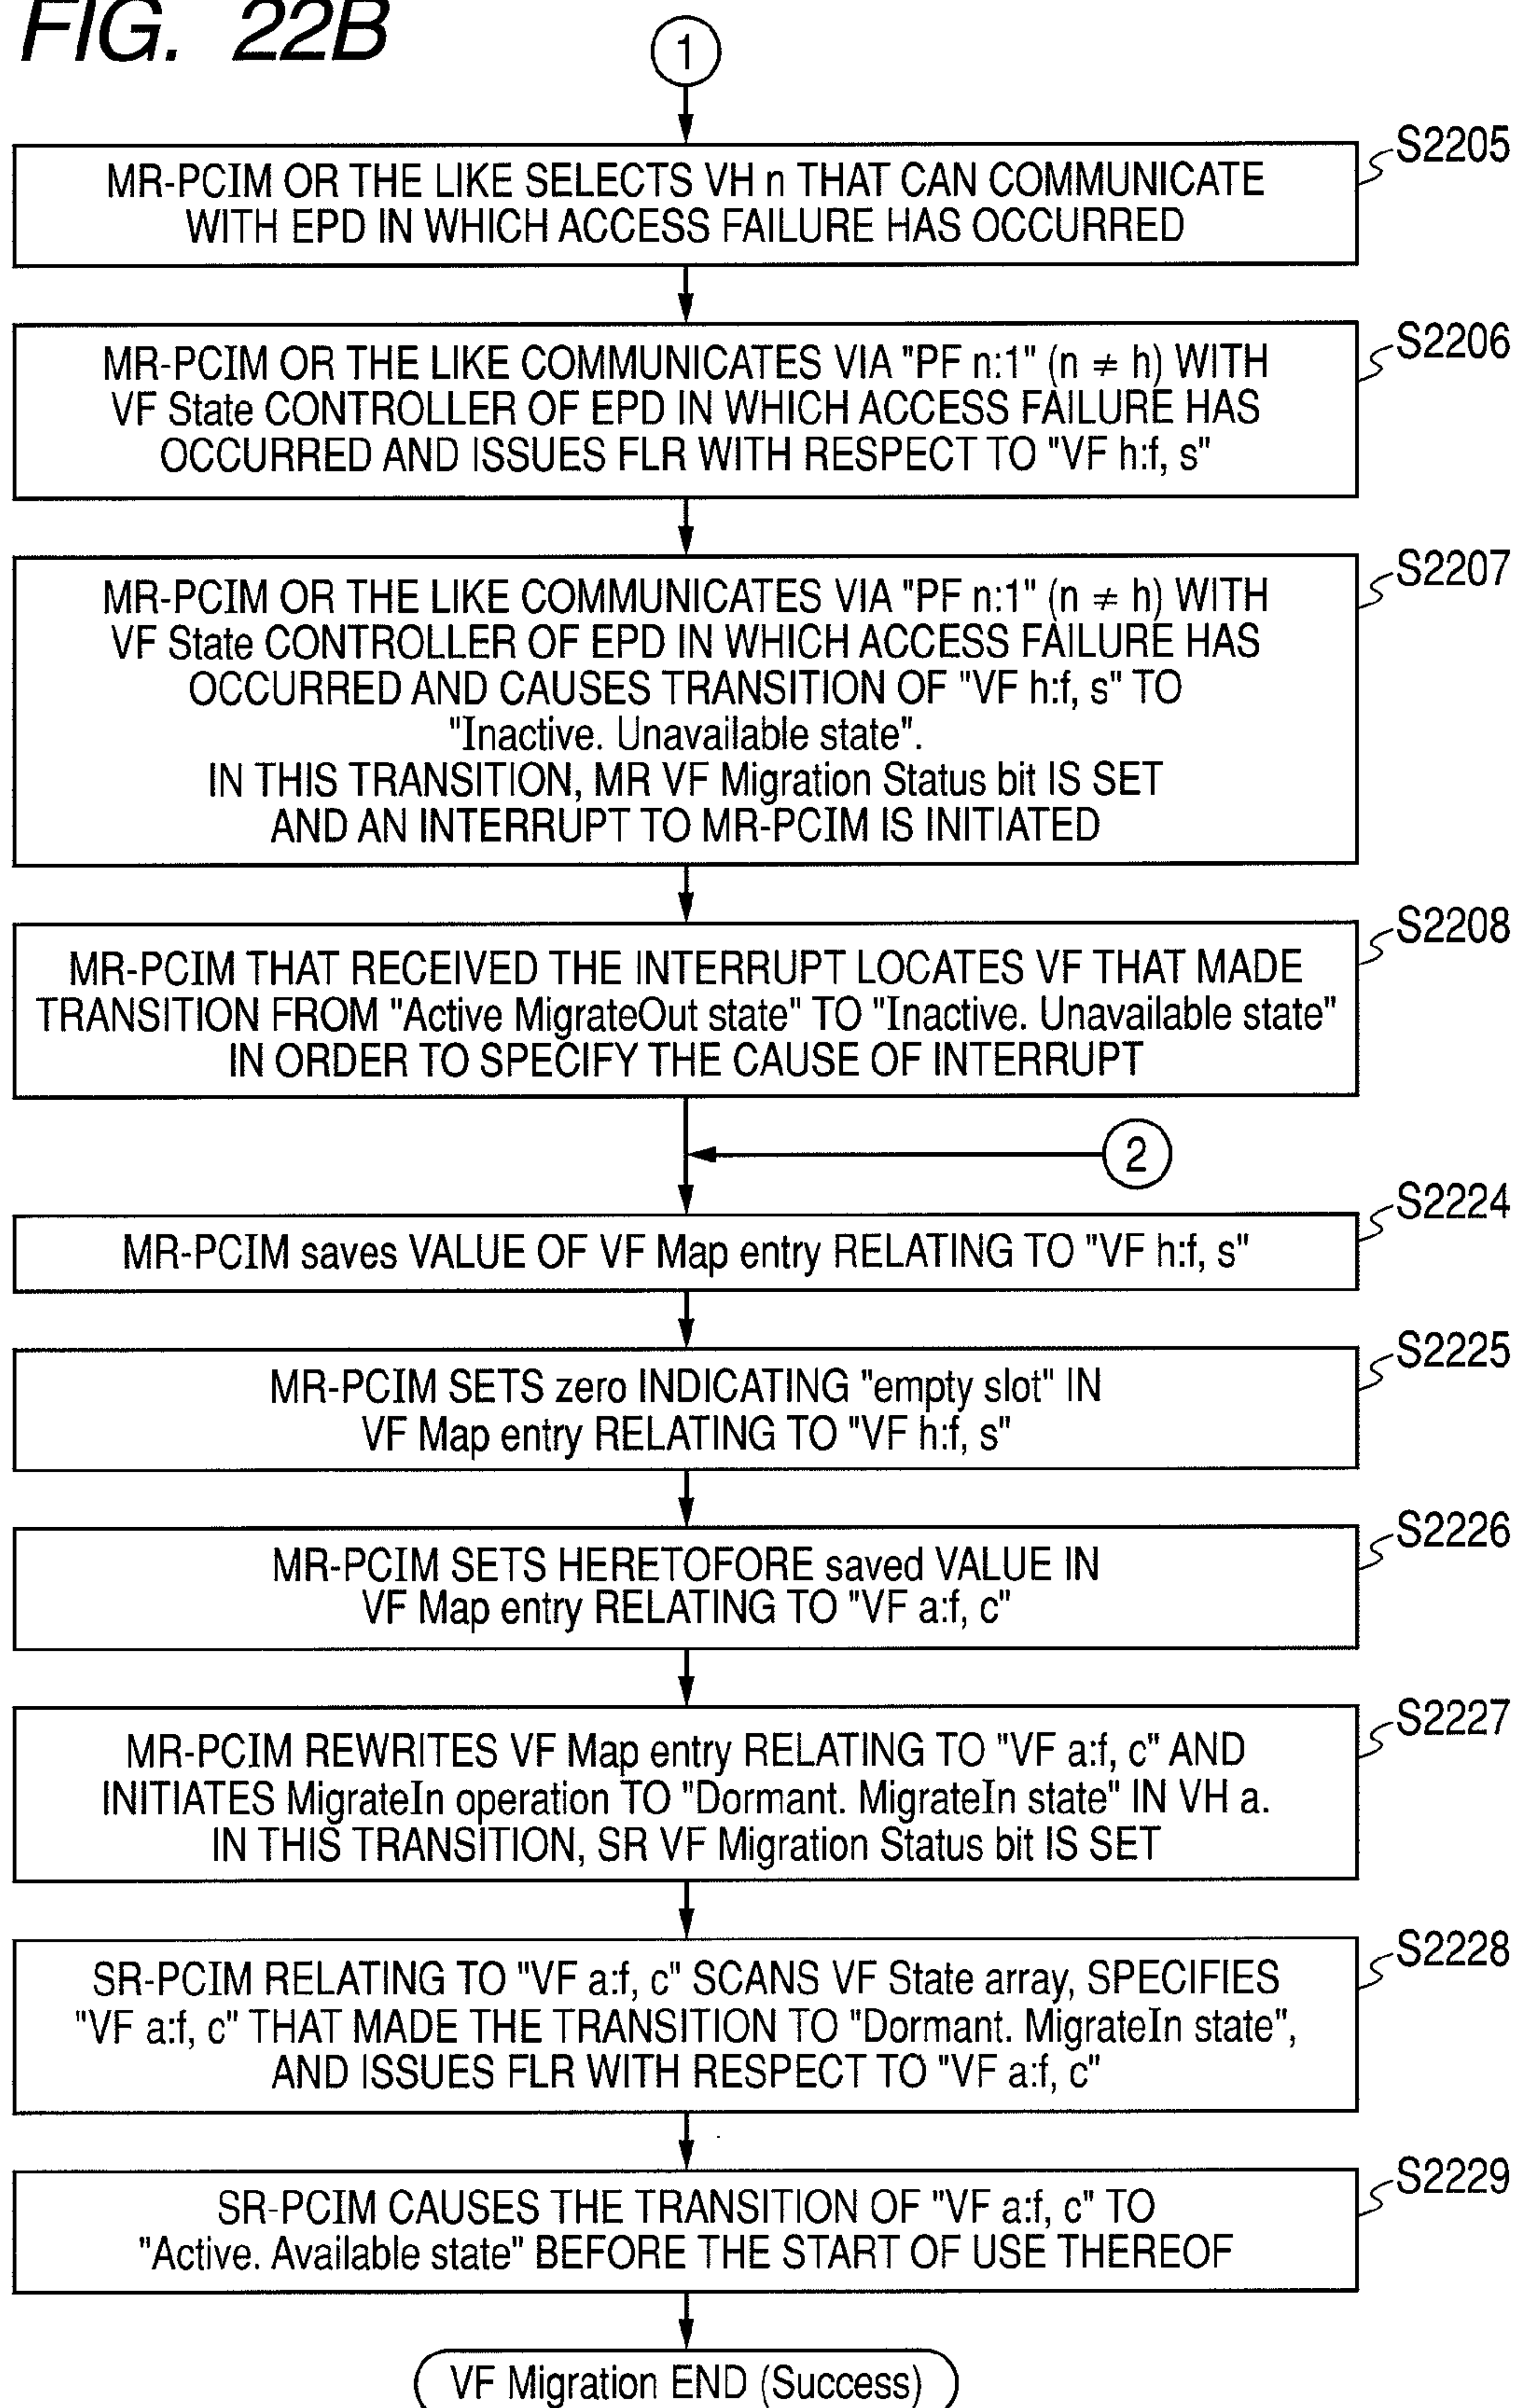 FIG. 22B
1
S2205
MR-PCIM OR THE LIKE SELECTS VH n THAT CAN COMMUNICATE
WITH EPD IN WHICH ACCESS FAILURE HAS OCCURRED
S2206
MR-PCIM OR THE LIKE COMMUNICATES VIA "PF n:1" (n ≠ h) WITH
VF State CONTROLLER OF EPD IN WHICH ACCESS FAILURE HAS
OCCURRED AND ISSUES FLR WITH RESPECT TO "VF h:f, s"
S2207
MR-PCIM OR THE LIKE COMMUNICATES VIA "PF n:1" (n ≠ h) WITH
VF State CONTROLLER OF EPD IN WHICH ACCESS FAILURE HAS
OCCURRED AND CAUSES TRANSITION OF "VF h:f, s" TO
"Inactive. Unavailable state".
IN THIS TRANSITION, MR VF Migration Status bit IS SET
AND AN INTERRUPT TO MR-PCIM IS INITIATED
S2208
MR-PCIM THAT RECEIVED THE INTERRUPT LOCATES VF THAT MADE
TRANSITION FROM "Active MigrateOut state" TO "Inactive. Unavailable state"
IN ORDER TO SPECIFY THE CAUSE OF INTERRUPT
2
S2224
MR-PCIM saves VALUE OF VF Map entry RELATING TO "VF h:f, s"
S2225
MR-PCIM SETS zero INDICATING "empty slot" IN
VF Map entry RELATING TO "VF h:f, s"
S2226
MR-PCIM SETS HERETOFORE saved VALUE IN
VF Map entry RELATING TO "VF a:f, c"
S2227
MR-PCIM REWRITES VF Map entry RELATING TO "VF a:f, c" AND
INITIATES MigrateIn operation TO "Dormant. MigrateIn state" IN VH a.
IN THIS TRANSITION, SR VF Migration Status bit IS SET
S2228
SR-PCIM RELATING TO "VF a:f, c" SCANS VF State array, SPECIFIES
"VF a:f, c" THAT MADE THE TRANSITION TO "Dormant. MigrateIn state",
AND ISSUES FLR WITH RESPECT TO "VF a:f, c"
S2229
SR-PCIM CAUSES THE TRANSITION OF "VF a:f, c" TO
"Active. Available state" BEFORE THE START OF USE THEREOF
VF Migration END (Success)